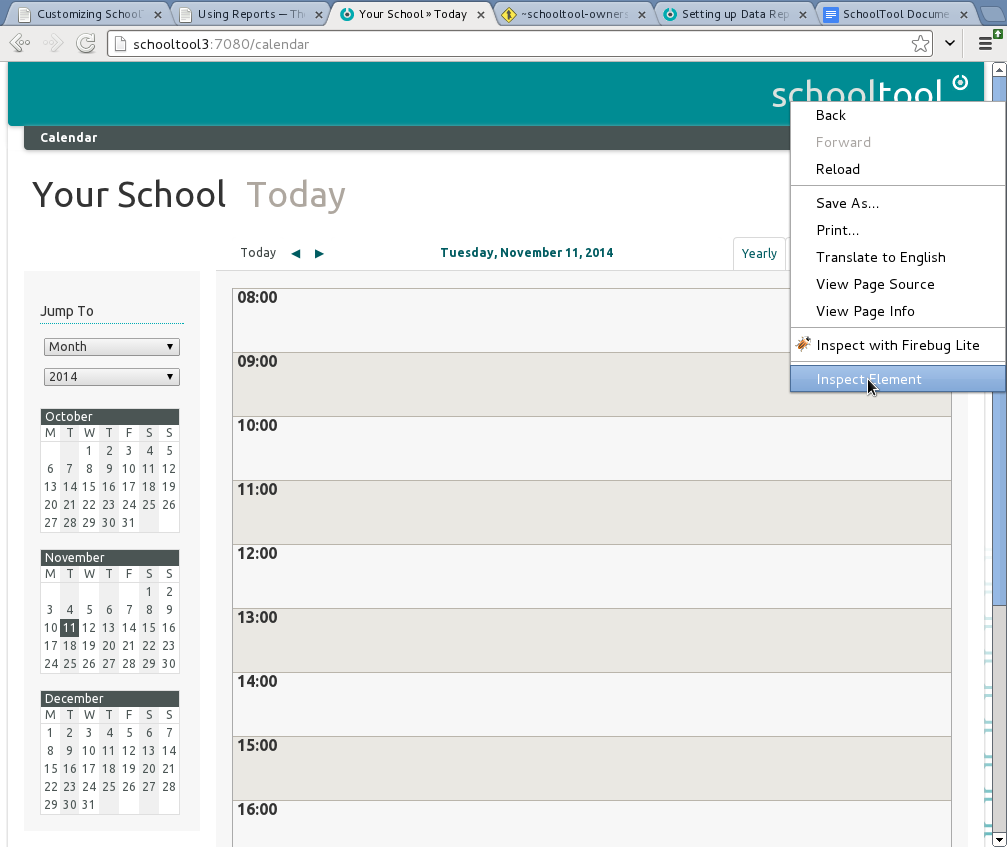 Customizing School
Using Reports — Th
Your School » Today
~schooltool-owners
Setting up Data Rep
SchoolTool Docume
schooltool3:7080/calendar
schooltool
Calendar
Your School Today
Today ◀ ▶ Tuesday, November 11, 2014 Yearly
Back
Forward
Reload
Save As...
Print...
Translate to English
View Page Source
View Page Info
Inspect with Firebug Lite
Inspect Element
Jump To
Month
2014
October
M T W T F S S
1 2 3 4 5
6 7 8 9 10 11 12
13 14 15 16 17 18 19
20 21 22 23 24 25 26
27 28 29 30 31
November
M T W T F S S
1 2
3 4 5 6 7 8 9
10 11 12 13 14 15 16
17 18 19 20 21 22 23
24 25 26 27 28 29 30
December
M T W T F S S
1 2 3 4 5 6 7
8 9 10 11 12 13 14
15 16 17 18 19 20 21
22 23 24 25 26 27 28
29 30 31
08:00
09:00
10:00
11:00
12:00
13:00
14:00
15:00
16:00